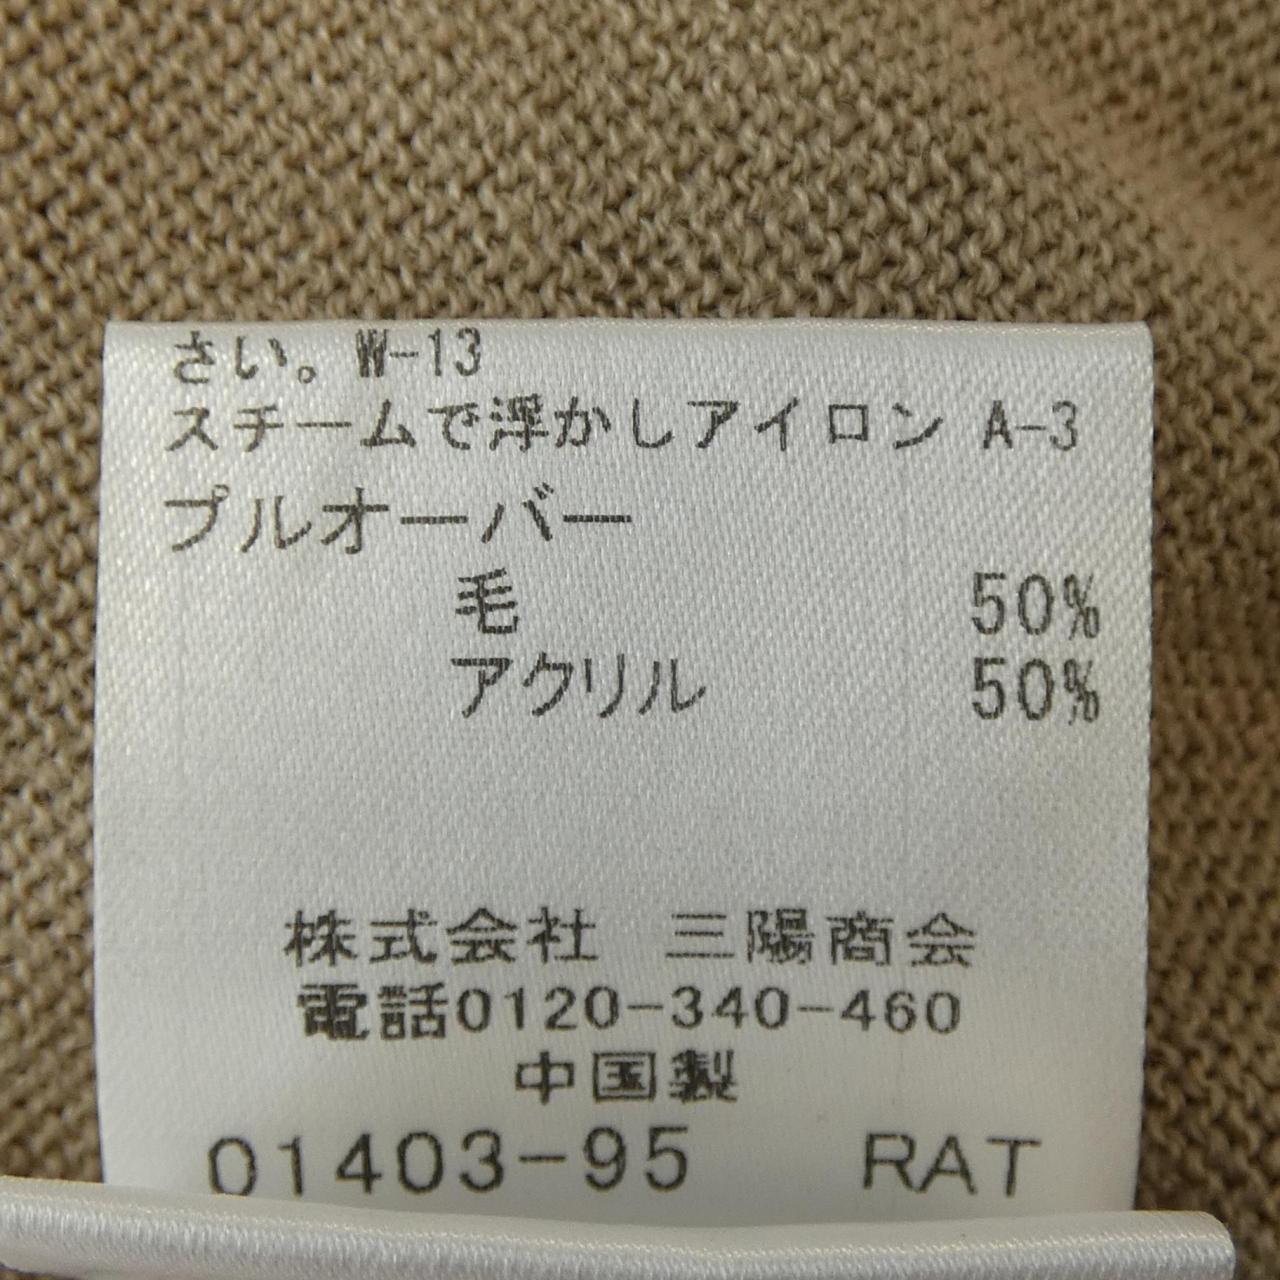 さい。W-13
スチームで浮かしアイロン A-3
プルオーバー
毛 50%
アクリル 50%
株式会社 三陽商会
電話0120-340-460
中国製
01403-95 RAT